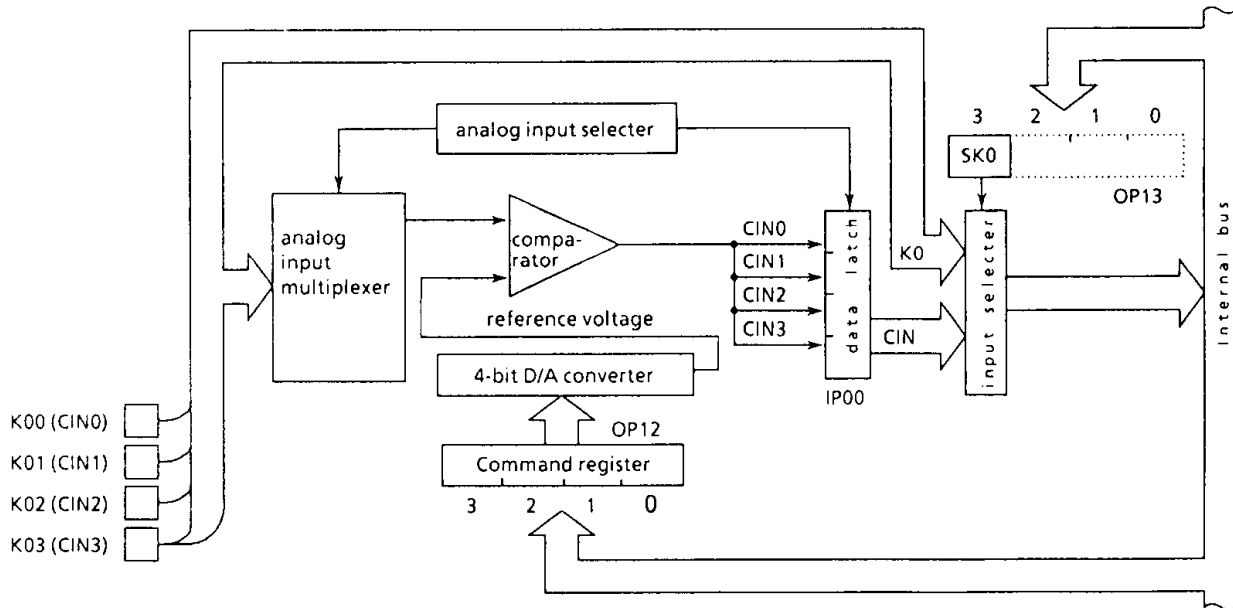 3 2 1 0
analog input selecter
SK0
OP13
analog
input
multiplexer
compa-
rator
CIN0
CIN1
CIN2
CIN3
data latch
K0
CIN
input selecter
Internal bus
reference voltage
4-bit D/A converter
IP00
OP12
Command register
3 2 1 0
K00 (CIN0)
K01 (CIN1)
K02 (CIN2)
K03 (CIN3)